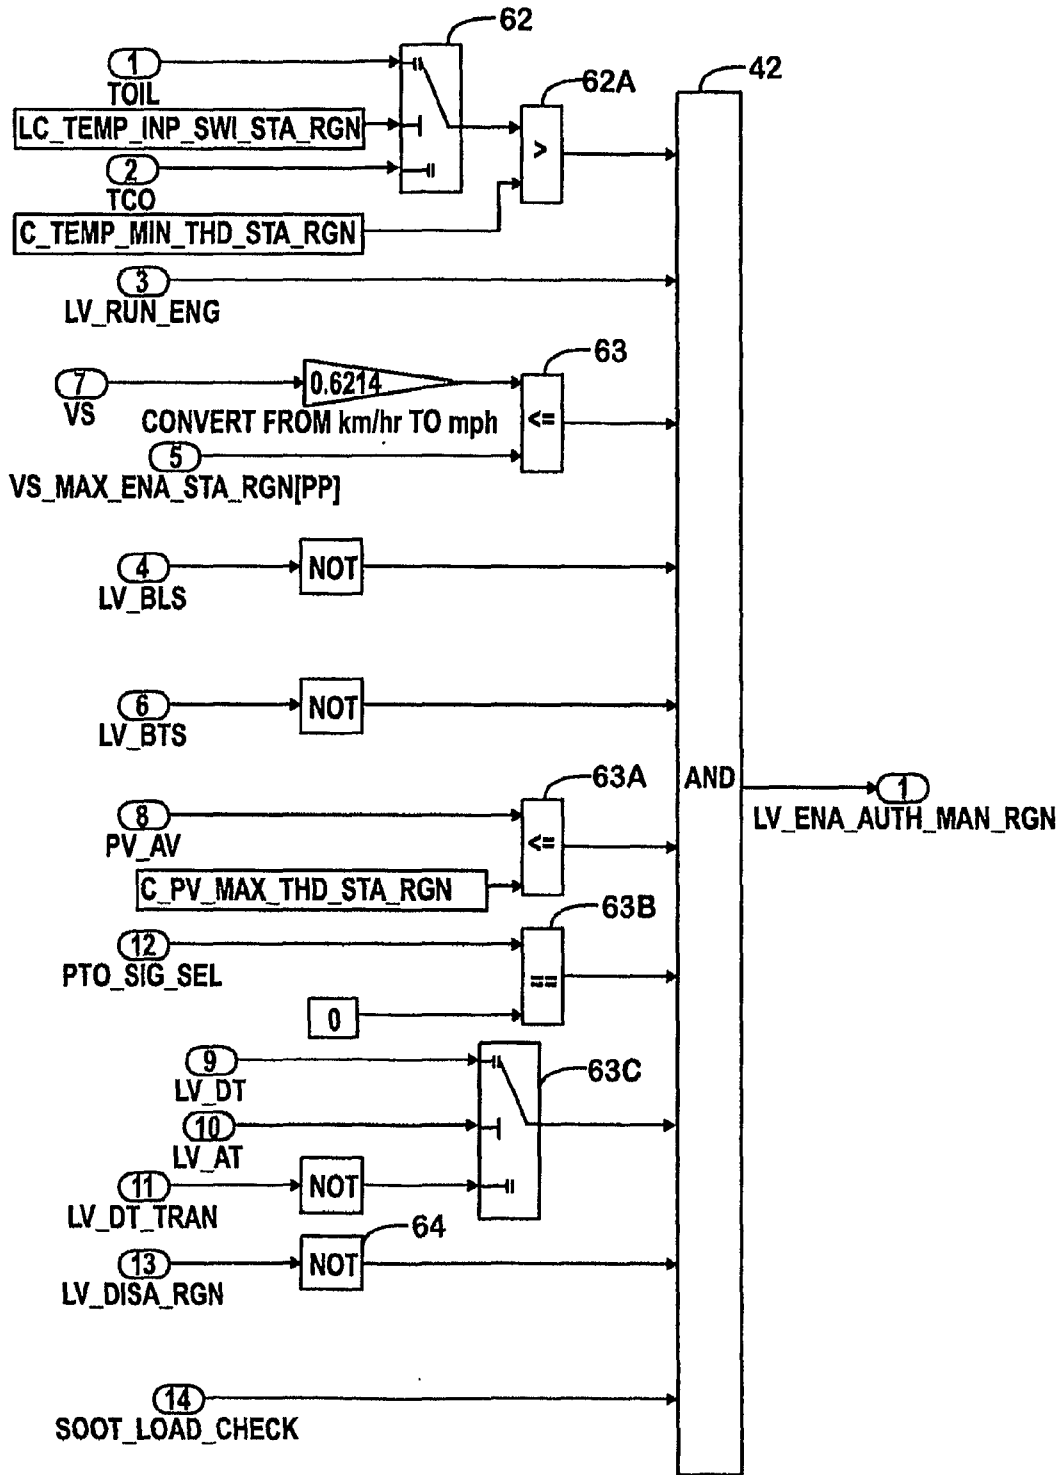 62
1
TOIL
LC_TEMP_INP_SWI_STA_RGN
2
TCO
C_TEMP_MIN_THD_STA_RGN
62A
>
42
3
LV_RUN_ENG
7
VS
0.6214
CONVERT FROM km/hr TO mph
63
<=
5
VS_MAX_ENA_STA_RGN[PP]
4
LV_BLS
NOT
6
LV_BTS
NOT
8
PV_AV
C_PV_MAX_THD_STA_RGN
63A
<=
AND
1
LV_ENA_AUTH_MAN_RGN
12
PTO_SIG_SEL
0
63B
==
9
LV_DT
10
LV_AT
11
LV_DT_TRAN
NOT
63C
13
LV_DISA_RGN
NOT
64
14
SOOT_LOAD_CHECK